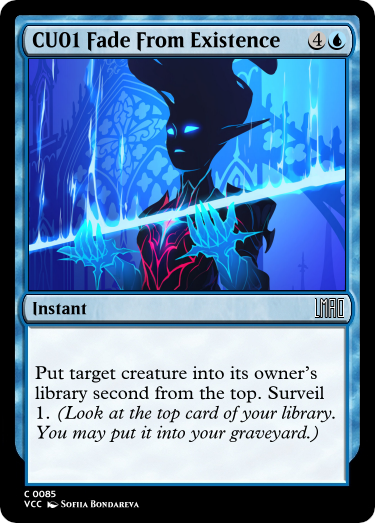 CU01 Fade From Existence 4
Instant LMAO
Put target creature into its owner's
library second from the top. Surveil
1. (Look at the top card of your library.
You may put it into your graveyard.)
C 0085
VCC Sofiia Bondareva